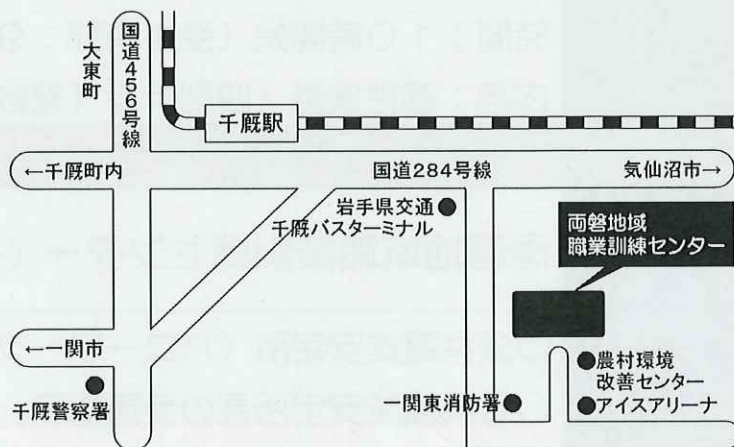 ↑大東町
国道456号線
千厩駅
←千厩町内
国道284号線
気仙沼市→
岩手県交通
千厩バスターミナル
両磐地域
職業訓練センター
←一関市
千厩警察署
一関東消防署
農村環境
改善センター
アイスアリーナ